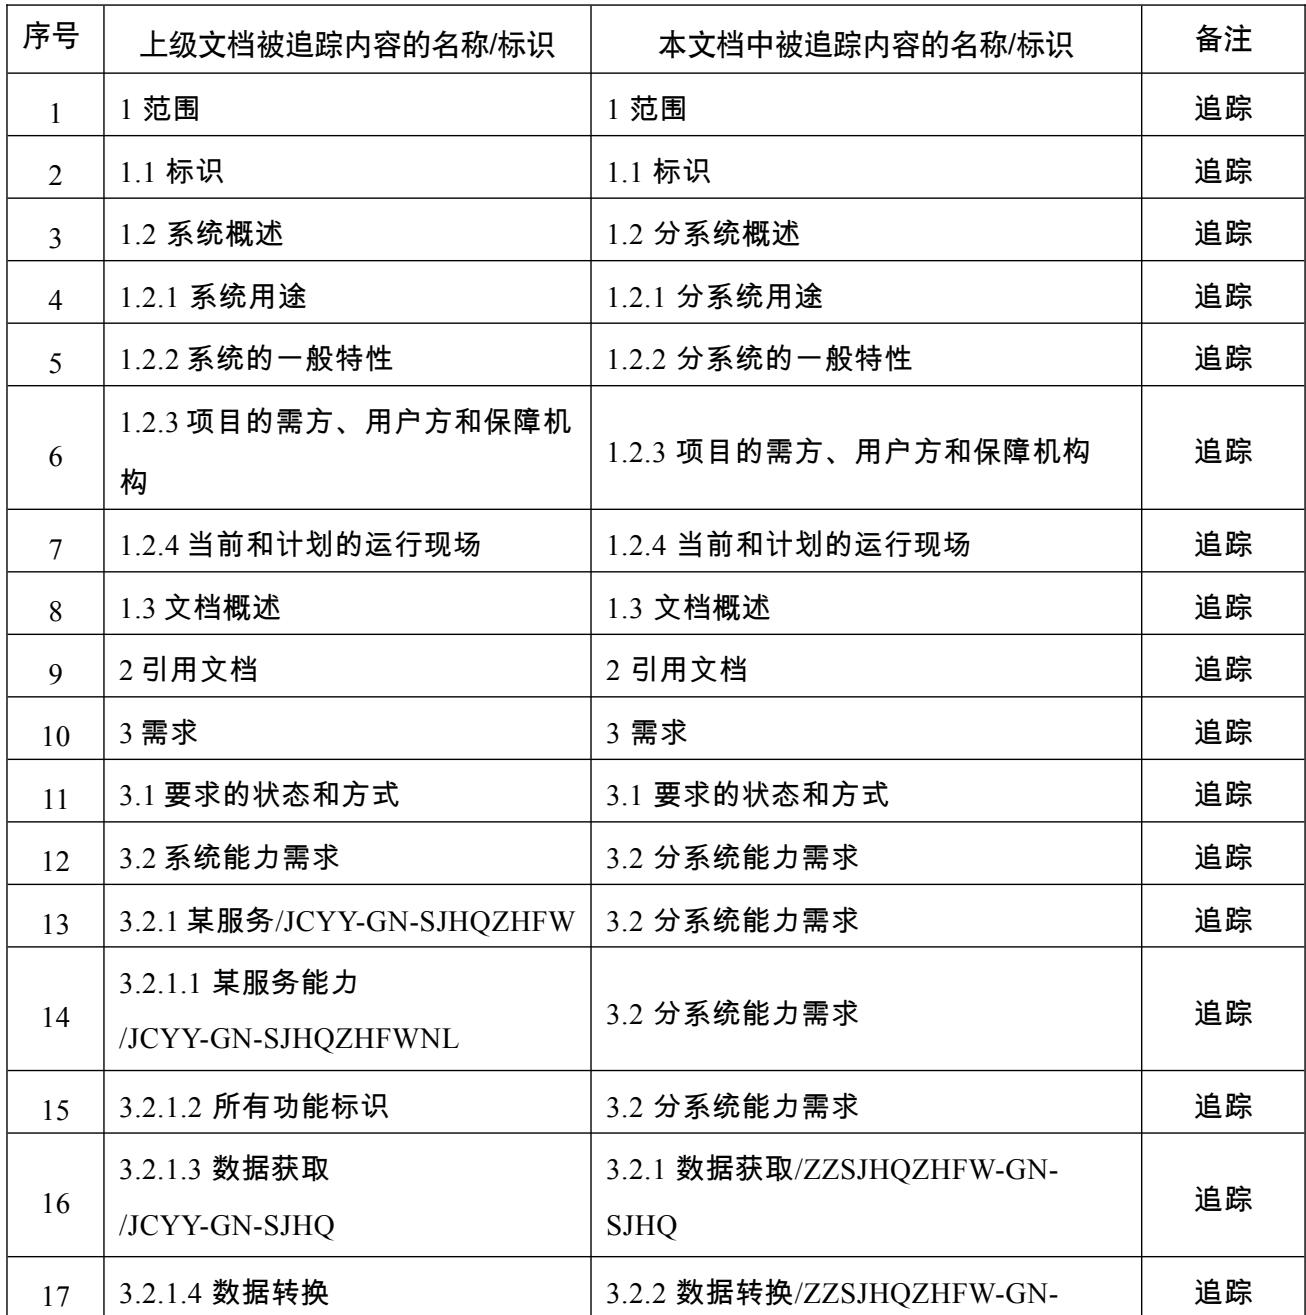 序号 上级文档被追踪内容的名称/标识 本文档中被追踪内容的名称/标识 备注
1 1 范围 1 范围 追踪
2 1.1 标识 1.1 标识 追踪
3 1.2 系统概述 1.2 分系统概述 追踪
4 1.2.1 系统用途 1.2.1 分系统用途 追踪
5 1.2.2 系统的一般特性 1.2.2 分系统的一般特性 追踪
6 1.2.3 项目的需方、用户方和保障机
构 1.2.3 项目的需方、用户方和保障机构 追踪
7 1.2.4 当前和计划的运行现场 1.2.4 当前和计划的运行现场 追踪
8 1.3 文档概述 1.3 文档概述 追踪
9 2 引用文档 2 引用文档 追踪
10 3 需求 3 需求 追踪
11 3.1 要求的状态和方式 3.1 要求的状态和方式 追踪
12 3.2 系统能力需求 3.2 分系统能力需求 追踪
13 3.2.1 某服务/JCYY-GN-SJHQZHFW 3.2 分系统能力需求 追踪
14 3.2.1.1 某服务能力
/JCYY-GN-SJHQZHFWNL 3.2 分系统能力需求 追踪
15 3.2.1.2 所有功能标识 3.2 分系统能力需求 追踪
16 3.2.1.3 数据获取
/JCYY-GN-SJHQ 3.2.1 数据获取/ZZSJHQZHFW-GN-
SJHQ 追踪
17 3.2.1.4 数据转换 3.2.2 数据转换/ZZSJHQZHFW-GN- 追踪